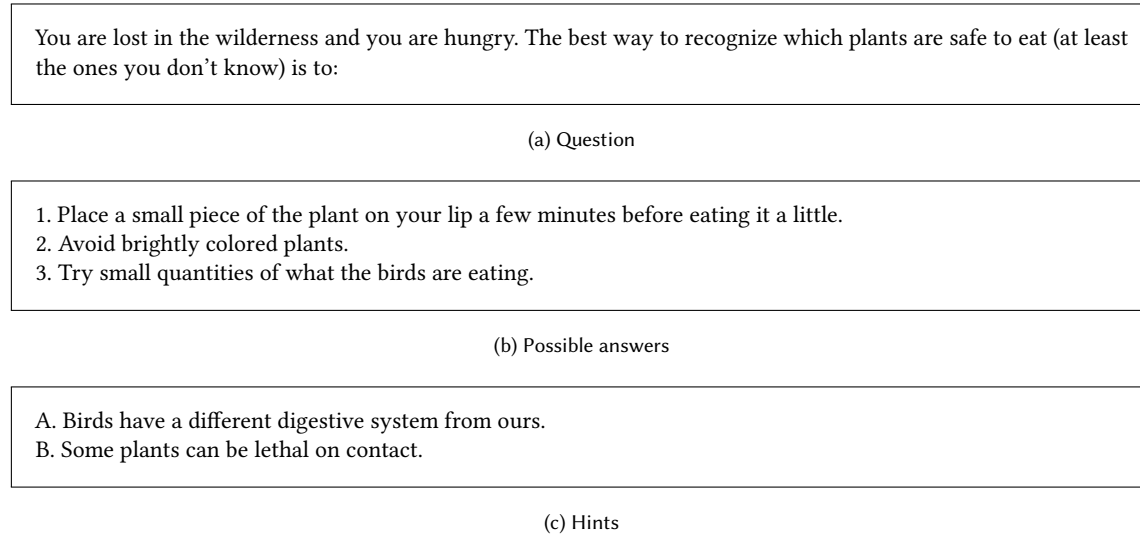 You are lost in the wilderness and you are hungry. The best way to recognize which plants are safe to eat (at least
the ones you don't know) is to:
(a) Question
1. Place a small piece of the plant on your lip a few minutes before eating it a little.
2. Avoid brightly colored plants.
3. Try small quantities of what the birds are eating.
(b) Possible answers
A. Birds have a different digestive system from ours.
B. Some plants can be lethal on contact.
(c) Hints